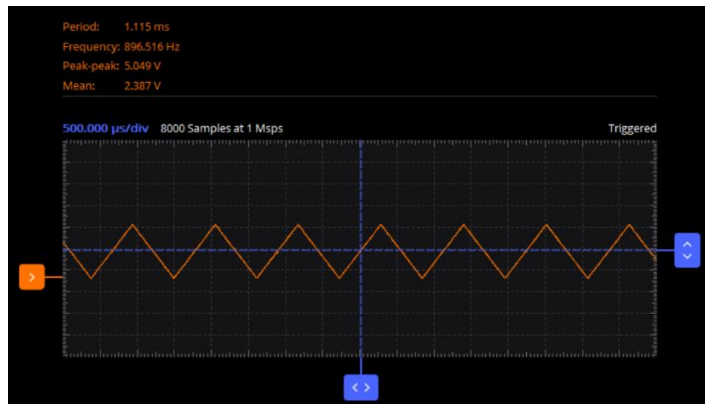 Period: 1.115 ms
Frequency: 896.516 Hz
Peak-peak: 5.049 V
Mean: 2.387 V
500.000 µs/div 8000 Samples at 1 Msps Triggered